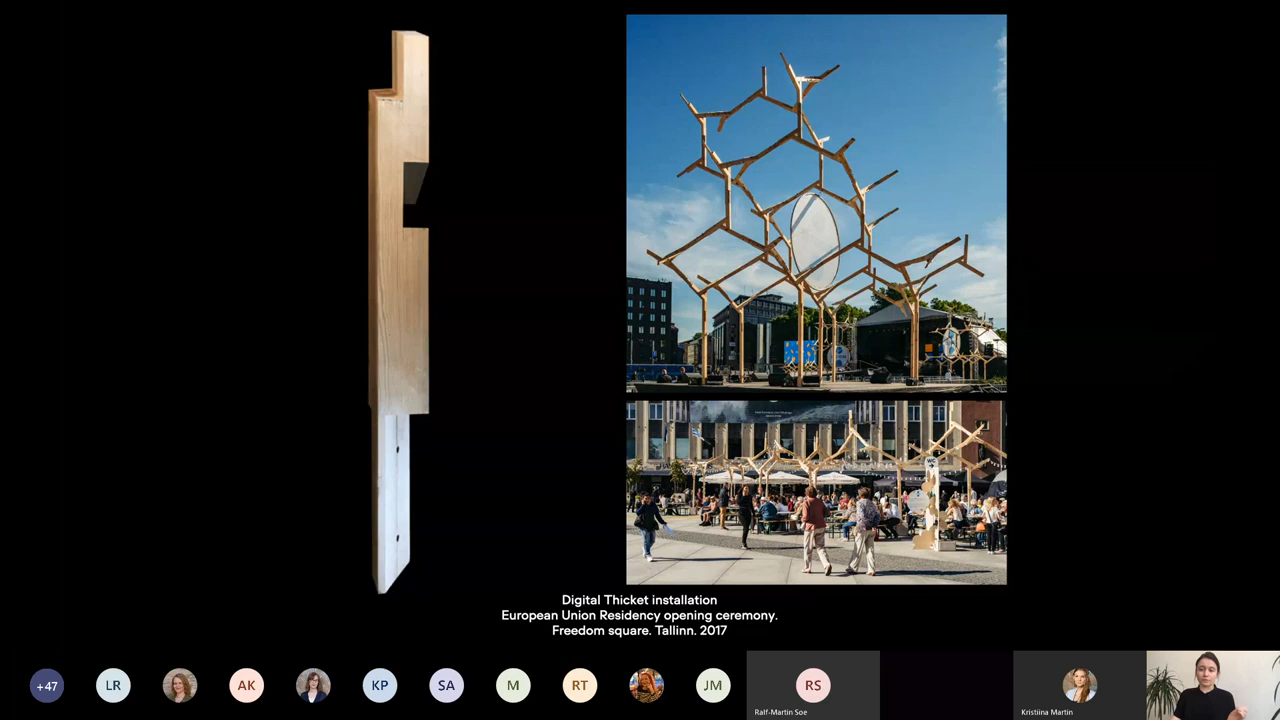 WC
Digital Thicket installation
European Union Residency opening ceremony.
Freedom square. Tallinn. 2017
+47
LR
AK
KP
SA
M
RT
JM
RS
Ralf-Martin Soe
Kristiina Martin